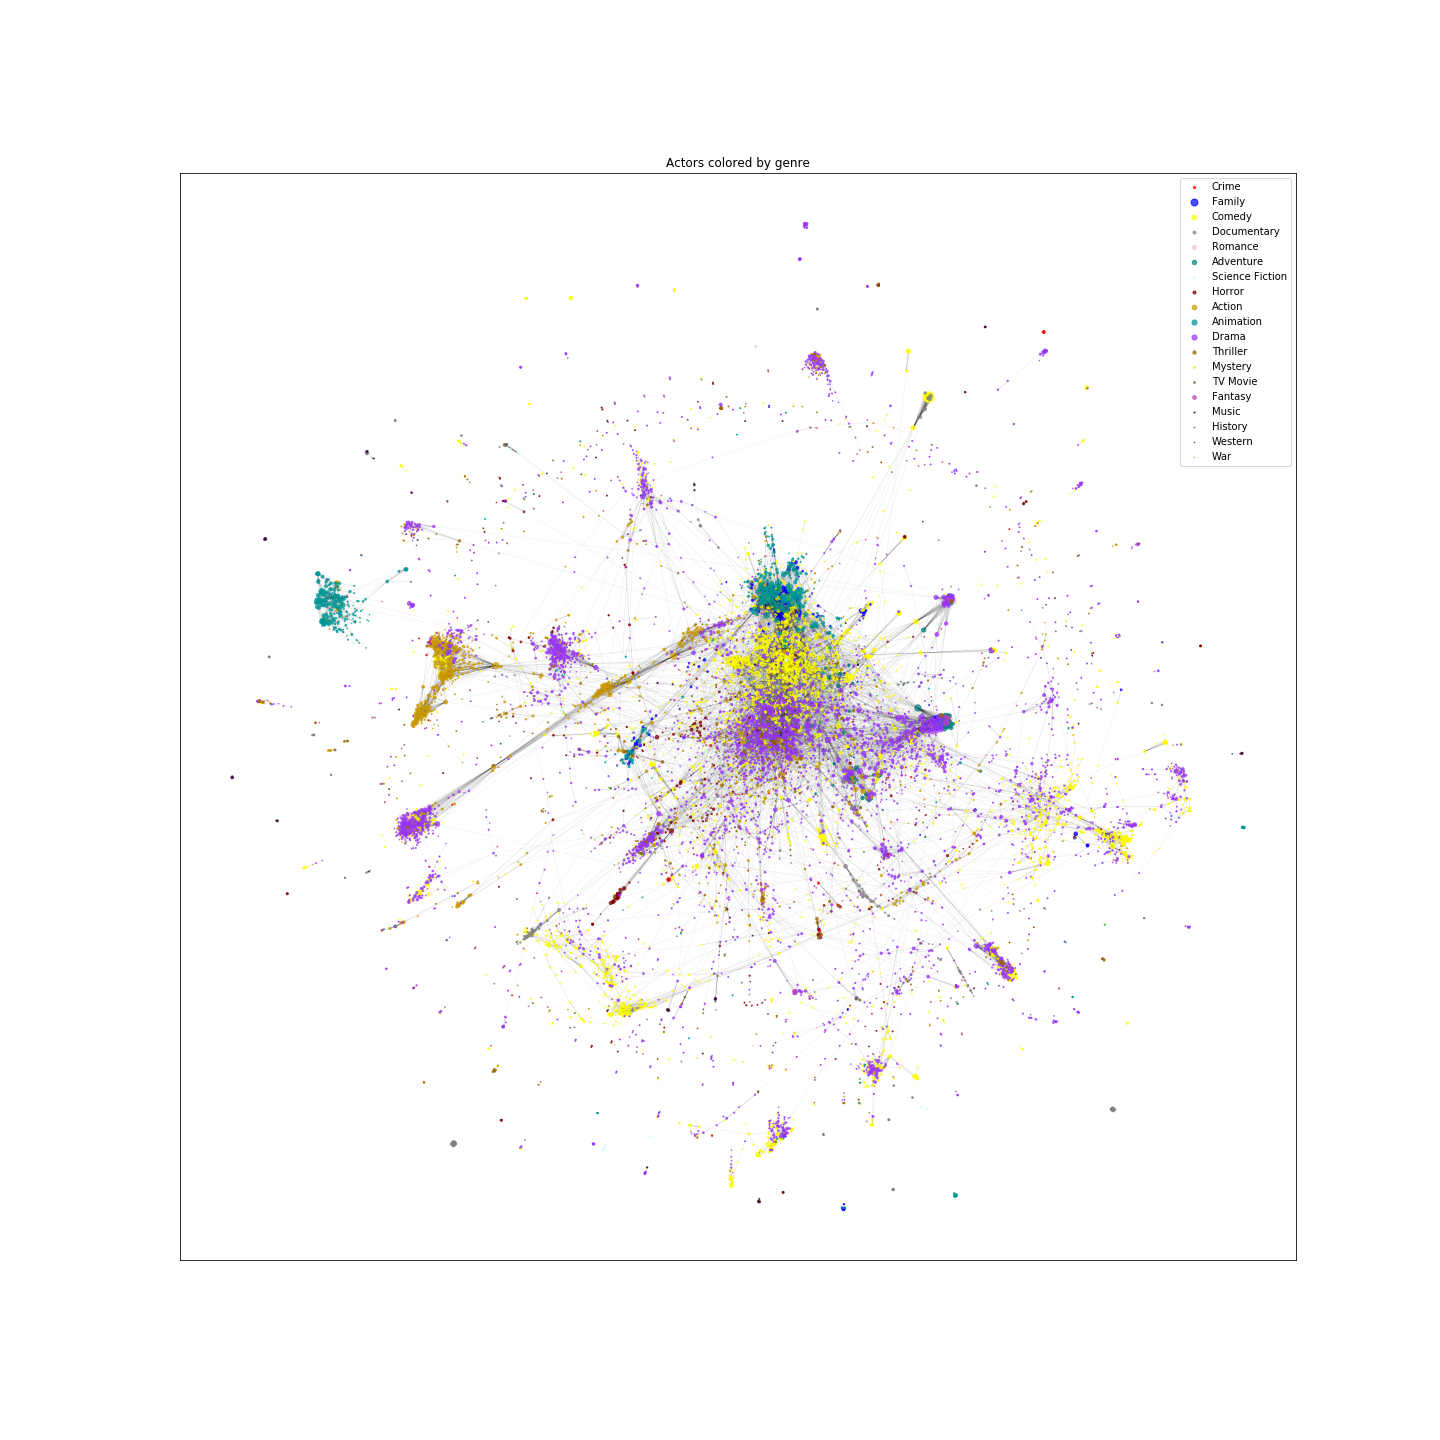 Actors colored by genre
Crime
Family
Comedy
Documentary
Romance
Adventure
Science Fiction
Horror
Action
Animation
Drama
Thriller
Mystery
TV Movie
Fantasy
Music
History
Western
War